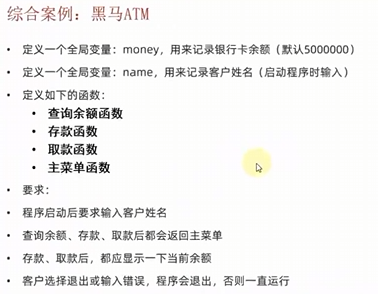 综合案例：黑马ATM
• 定义一个全局变量：money，用来记录银行卡余额（默认5000000）
• 定义一个全局变量：name，用来记录客户姓名（启动程序时输入）
• 定义如下的函数：
• 查询余额函数
• 存款函数
• 取款函数
• 主菜单函数
• 要求：
• 程序启动后要求输入客户姓名
• 查询余额、存款、取款后都会返回主菜单
• 存款、取款后，都应显示一下当前余额
• 客户选择退出或输入错误，程序会退出，否则一直运行